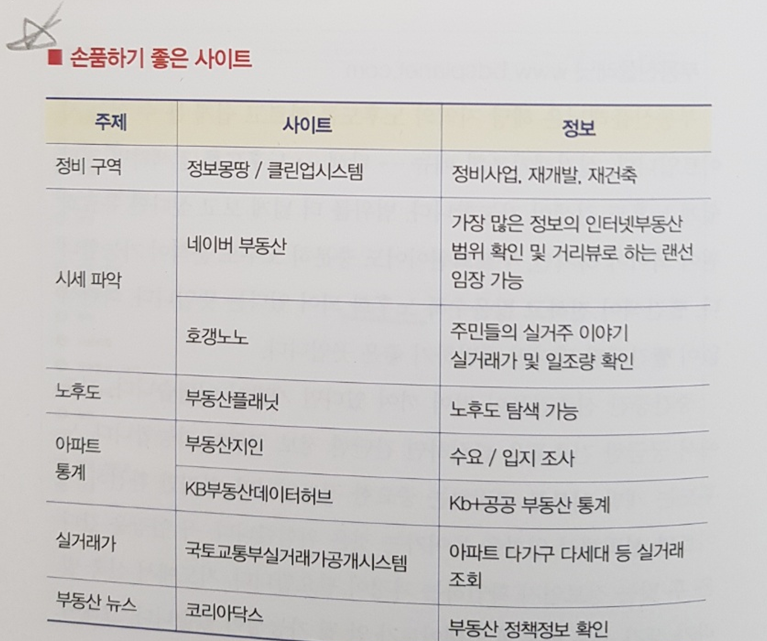 ■ 손품하기 좋은 사이트
주제 사이트 정보
정비 구역 정보몽땅 / 클린업시스템 정비사업, 재개발, 재건축
시세 파악
네이버 부동산
가장 많은 정보의 인터넷부동산
범위 확인 및 거리뷰로 하는 랜선
임장 가능
호갱노노
주민들의 실거주 이야기
실거래가 및 일조량 확인
노후도 부동산플래닛 노후도 탐색 가능
아파트
통계
부동산지인 수요 / 입지 조사
KB부동산데이터허브 Kb+공공 부동산 통계
실거래가 국토교통부실거래가공개시스템 아파트 다가구 다세대 등 실거래
조회
부동산 뉴스 코리아닥스 부동산 정책정보 확인